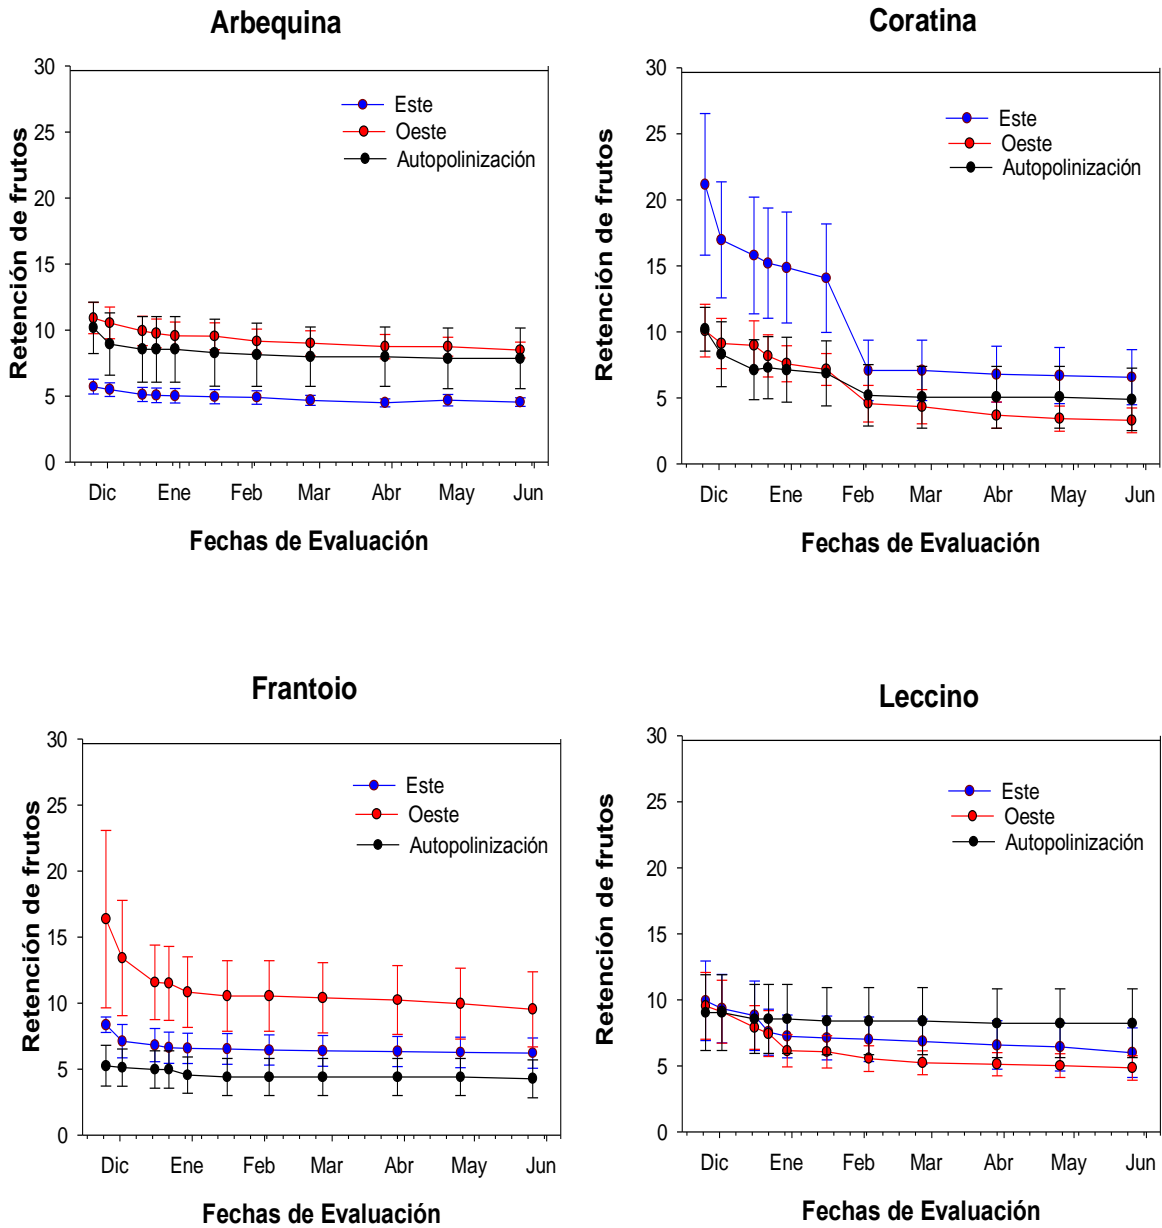 Arbequina
30
25
20
15
10
5
0
Retención de frutos
Este
Oeste
Autopolinización
Dic Ene Feb Mar Abr May Jun
Fechas de Evaluación
Coratina
30
25
20
15
10
5
0
Retención de frutos
Este
Oeste
Autopolinización
Dic Ene Feb Mar Abr May Jun
Fechas de Evaluación
Frantoio
30
25
20
15
10
5
0
Retención de frutos
Este
Oeste
Autopolinización
Dic Ene Feb Mar Abr May Jun
Fechas de Evaluación
Leccino
30
25
20
15
10
5
0
Retención de frutos
Este
Oeste
Autopolinización
Dic Ene Feb Mar Abr May Jun
Fechas de Evaluación